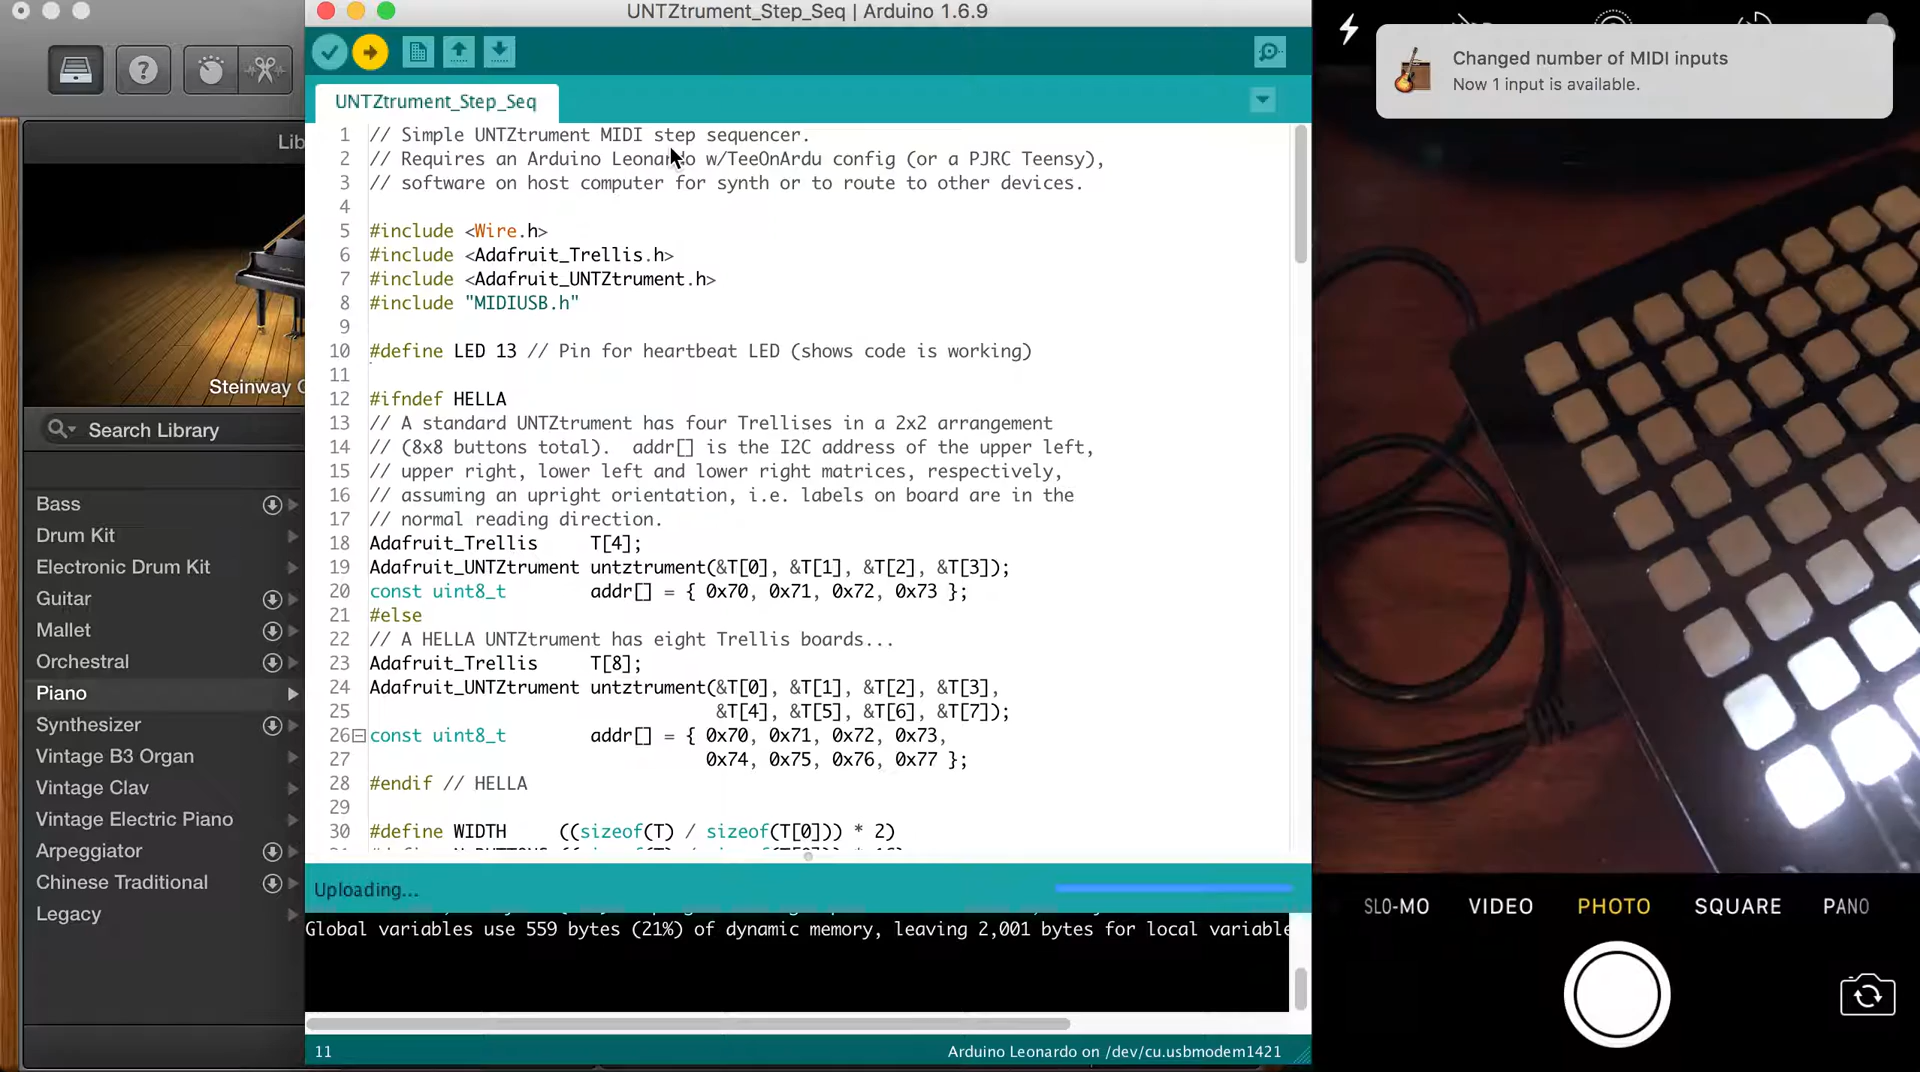 UNTZtrument_Step_Seq | Arduino 1.6.9
UNTZtrument_Step_Seq
1 // Simple UNTZtrument MIDI step sequencer.
2 // Requires an Arduino Leonardo w/TeeOnArdu config (or a PJRC Teensy),
3 // software on host computer for synth or to route to other devices.
4
5 #include <Wire.h>
6 #include <Adafruit_Trellis.h>
7 #include <Adafruit_UNTZtrument.h>
8 #include "MIDIUSB.h"
9
10 #define LED 13 // Pin for heartbeat LED (shows code is working)
11
12 #ifndef HELLA
13 // A standard UNTZtrument has four Trellises in a 2x2 arrangement
14 // (8x8 buttons total).  addr[] is the I2C address of the upper left,
15 // upper right, lower left and lower right matrices, respectively,
16 // assuming an upright orientation, i.e. labels on board are in the
17 // normal reading direction.
18 Adafruit_Trellis     T[4];
19 Adafruit_UNTZtrument untztrument(&T[0], &T[1], &T[2], &T[3]);
20 const uint8_t        addr[] = { 0x70, 0x71, 0x72, 0x73 };
21 #else
22 // A HELLA UNTZtrument has eight Trellis boards...
23 Adafruit_Trellis     T[8];
24 Adafruit_UNTZtrument untztrument(&T[0], &T[1], &T[2], &T[3],
25 &T[4], &T[5], &T[6], &T[7]);
26 const uint8_t        addr[] = { 0x70, 0x71, 0x72, 0x73,
27 0x74, 0x75, 0x76, 0x77 };
28 #endif // HELLA
29
30 #define WIDTH     ((sizeof(T) / sizeof(T[0])) * 2)
Uploading...
Global variables use 559 bytes (21%) of dynamic memory, leaving 2,001 bytes for local variable
11
Arduino Leonardo on /dev/cu.usbmodem1421
?
Lib
Steinway G
Search Library
Bass
Drum Kit
Electronic Drum Kit
Guitar
Mallet
Orchestral
Piano
Synthesizer
Vintage B3 Organ
Vintage Clav
Vintage Electric Piano
Arpeggiator
Chinese Traditional
Legacy
Changed number of MIDI inputs
Now 1 input is available.
SLO-MO VIDEO PHOTO SQUARE PANO